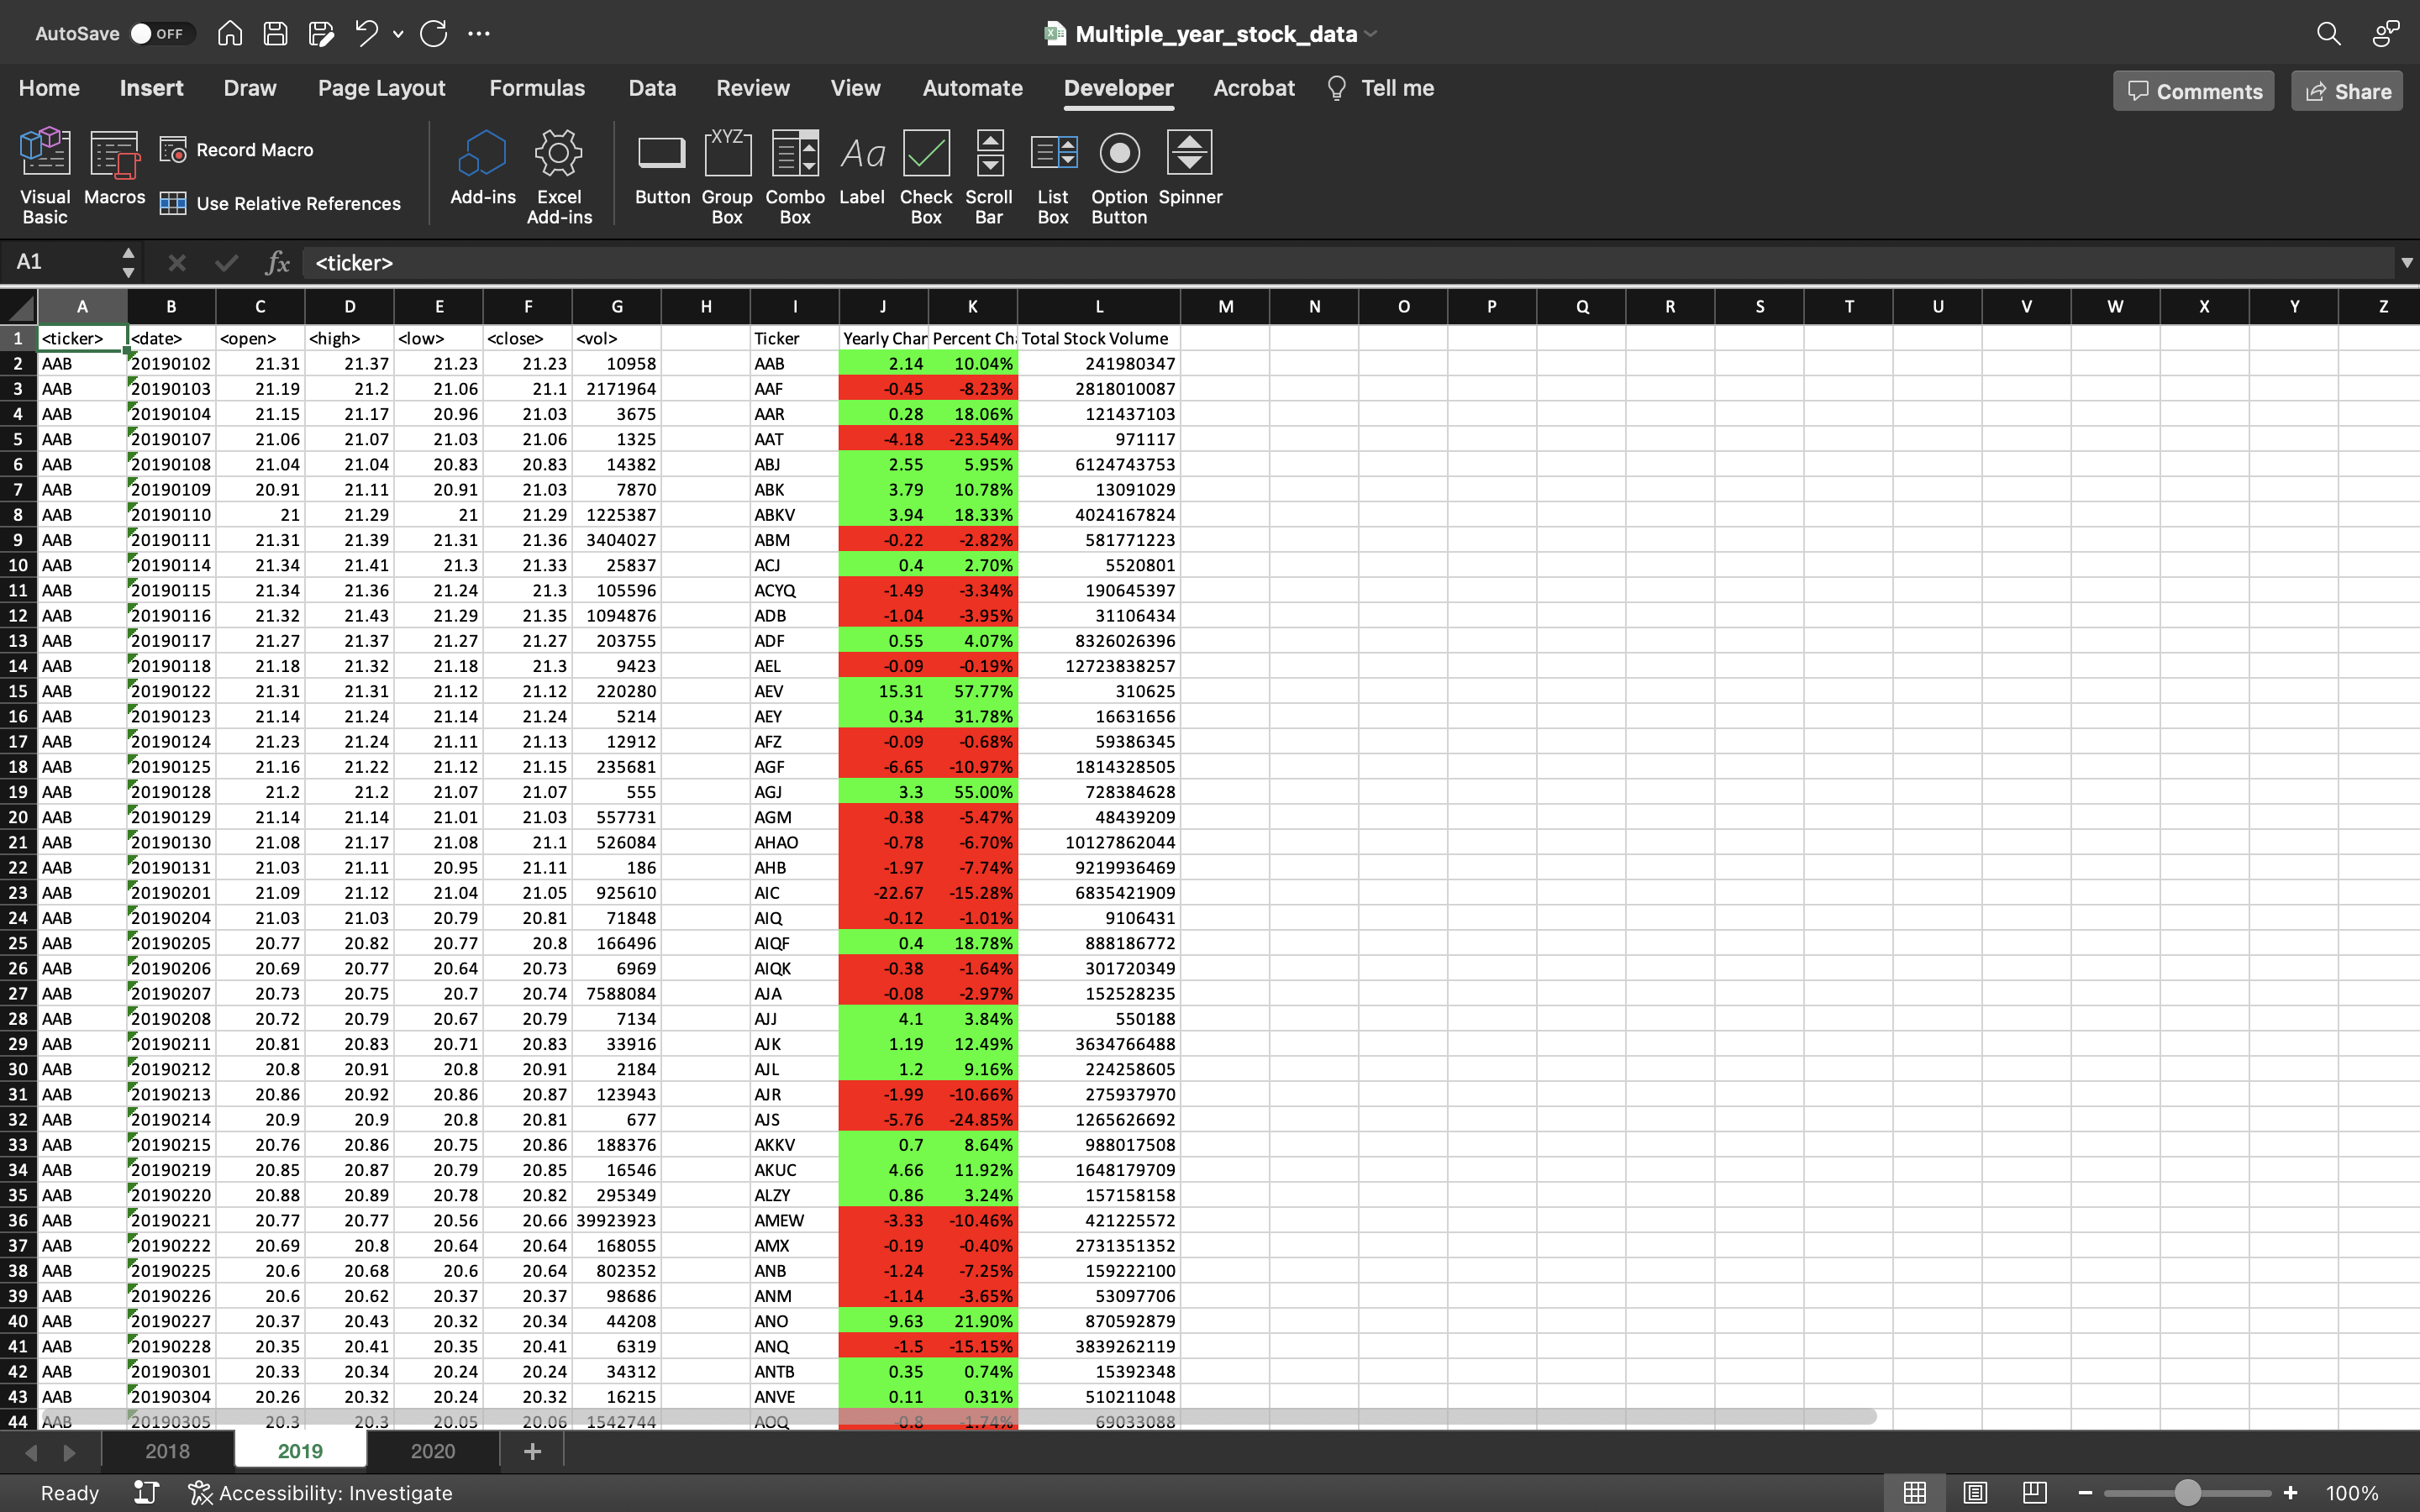 AutoSave OFF Multiple_year_stock_data
Home Insert Draw Page Layout Formulas Data Review View Automate Developer Acrobat Tell me Comments Share
Visual Basic Macros Record Macro Use Relative References Add-ins Excel Add-ins Button Group Box Combo Box Label Check Box Scroll Bar List Box Option Button Spinner
A1 fx <ticker>
A B C D E F G H I J K L M N O P Q R S T U V W X Y Z
1 <ticker> <date> <open> <high> <low> <close> <vol> Ticker Yearly Char Percent Ch Total Stock Volume
2 AAB 20190102 21.31 21.37 21.23 21.23 10958 AAB 2.14 10.04% 241980347
3 AAB 20190103 21.19 21.2 21.06 21.1 2171964 AAF -0.45 -8.23% 2818010087
4 AAB 20190104 21.15 21.17 20.96 21.03 3675 AAR 0.28 18.06% 121437103
5 AAB 20190107 21.06 21.07 21.03 21.06 1325 AAT -4.18 -23.54% 971117
6 AAB 20190108 21.04 21.04 20.83 20.83 14382 ABJ 2.55 5.95% 6124743753
7 AAB 20190109 20.91 21.11 20.91 21.03 7870 ABK 3.79 10.78% 13091029
8 AAB 20190110 21 21.29 21 21.29 1225387 ABKV 3.94 18.33% 4024167824
9 AAB 20190111 21.31 21.39 21.31 21.36 3404027 ABM -0.22 -2.82% 581771223
10 AAB 20190114 21.34 21.41 21.3 21.33 25837 ACJ 0.4 2.70% 5520801
11 AAB 20190115 21.34 21.36 21.24 21.3 105596 ACYQ -1.49 -3.34% 190645397
12 AAB 20190116 21.32 21.43 21.29 21.35 1094876 ADB -1.04 -3.95% 31106434
13 AAB 20190117 21.27 21.37 21.27 21.27 203755 ADF 0.55 4.07% 8326026396
14 AAB 20190118 21.18 21.32 21.18 21.3 9423 AEL -0.09 -0.19% 12723838257
15 AAB 20190122 21.31 21.31 21.12 21.12 220280 AEV 15.31 57.77% 310625
16 AAB 20190123 21.14 21.24 21.14 21.24 5214 AEY 0.34 31.78% 16631656
17 AAB 20190124 21.23 21.24 21.11 21.13 12912 AFZ -0.09 -0.68% 59386345
18 AAB 20190125 21.16 21.22 21.12 21.15 235681 AGF -6.65 -10.97% 1814328505
19 AAB 20190128 21.2 21.2 21.07 21.07 555 AGJ 3.3 55.00% 728384628
20 AAB 20190129 21.14 21.14 21.01 21.03 557731 AGM -0.38 -5.47% 48439209
21 AAB 20190130 21.08 21.17 21.08 21.1 526084 AHAO -0.78 -6.70% 10127862044
22 AAB 20190131 21.03 21.11 20.95 21.11 186 AHB -1.97 -7.74% 9219936469
23 AAB 20190201 21.09 21.12 21.04 21.05 925610 AIC -22.67 -15.28% 6835421909
24 AAB 20190204 21.03 21.03 20.79 20.81 71848 AIQ -0.12 -1.01% 9106431
25 AAB 20190205 20.77 20.82 20.77 20.8 166496 AIQF 0.4 18.78% 888186772
26 AAB 20190206 20.69 20.77 20.64 20.73 6969 AIQK -0.38 -1.64% 301720349
27 AAB 20190207 20.73 20.75 20.7 20.74 7588084 AJA -0.08 -2.97% 152528235
28 AAB 20190208 20.72 20.79 20.67 20.79 7134 AJJ 4.1 3.84% 550188
29 AAB 20190211 20.81 20.83 20.71 20.83 33916 AJK 1.19 12.49% 3634766488
30 AAB 20190212 20.8 20.91 20.8 20.91 2184 AJL 1.2 9.16% 224258605
31 AAB 20190213 20.86 20.92 20.86 20.87 123943 AJR -1.99 -10.66% 275937970
32 AAB 20190214 20.9 20.9 20.8 20.81 677 AJS -5.76 -24.85% 1265626692
33 AAB 20190215 20.76 20.86 20.75 20.86 188376 AKKV 0.7 8.64% 988017508
34 AAB 20190219 20.85 20.87 20.79 20.85 16546 AKUC 4.66 11.92% 1648179709
35 AAB 20190220 20.88 20.89 20.78 20.82 295349 ALZY 0.86 3.24% 157158158
36 AAB 20190221 20.77 20.77 20.56 20.66 39923923 AMEW -3.33 -10.46% 421225572
37 AAB 20190222 20.69 20.8 20.64 20.64 168055 AMX -0.19 -0.40% 2731351352
38 AAB 20190225 20.6 20.68 20.6 20.64 802352 ANB -1.24 -7.25% 159222100
39 AAB 20190226 20.6 20.62 20.37 20.37 98686 ANM -1.14 -3.65% 53097706
40 AAB 20190227 20.37 20.43 20.32 20.34 44208 ANO 9.63 21.90% 870592879
41 AAB 20190228 20.35 20.41 20.35 20.41 6319 ANQ -1.5 -15.15% 3839262119
42 AAB 20190301 20.33 20.34 20.24 20.24 34312 ANTB 0.35 0.74% 15392348
43 AAB 20190304 20.26 20.32 20.24 20.32 16215 ANVE 0.11 0.31% 510211048
44 AAB 20190305 20.3 20.3 20.05 20.06 1542744 AOQ -0.8 -1.74% 69033088
2018 2019 2020
Ready Accessibility: Investigate 100%